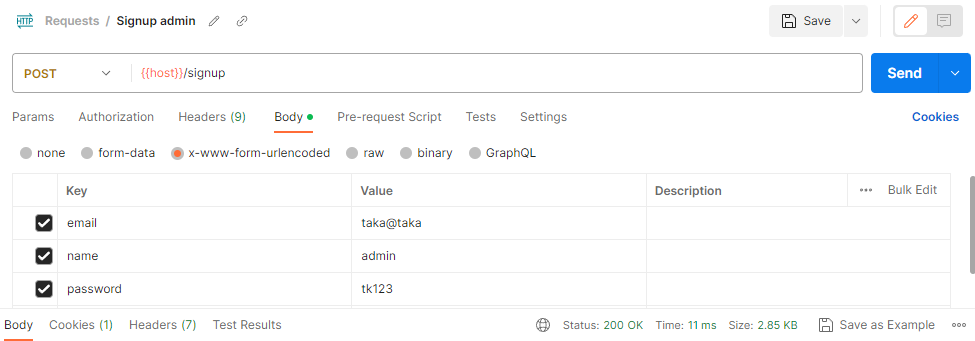 HTTP Requests / Signup admin Save
POST {{host}}/signup Send
Params Authorization Headers (9) Body Pre-request Script Tests Settings Cookies
none form-data x-www-form-urlencoded raw binary GraphQL
Key Value Description ••• Bulk Edit
email taka@taka
name admin
password tk123
Body Cookies (1) Headers (7) Test Results Status: 200 OK Time: 11 ms Size: 2.85 KB Save as Example